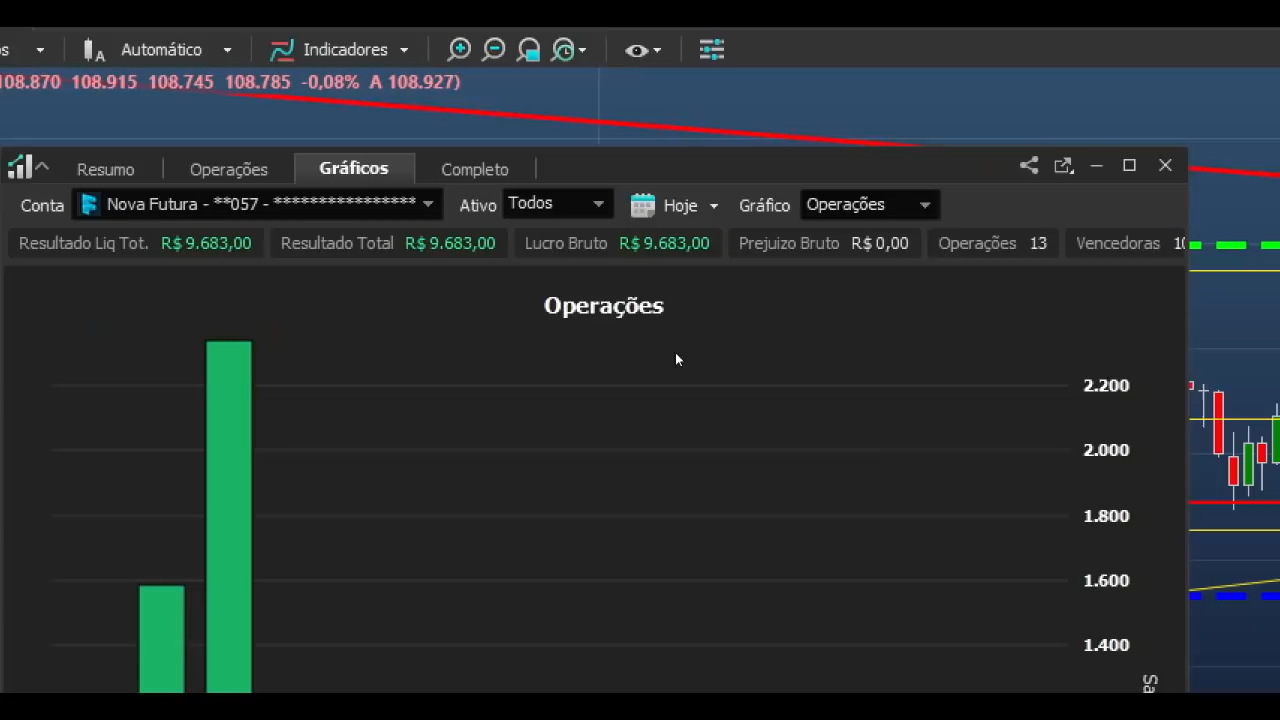 Automático Indicadores
108.870 108.915 108.745 108.785 -0,08% A 108.927)
Resumo Operações Gráficos Completo
Conta Nova Futura - **057 - ***************** Ativo Todos Hoje Gráfico Operações
Resultado Liq Tot. R$ 9.683,00 Resultado Total R$ 9.683,00 Lucro Bruto R$ 9.683,00 Prejuizo Bruto R$ 0,00 Operações 13 Vencedoras
Operações
2.200
2.000
1.800
1.600
1.400